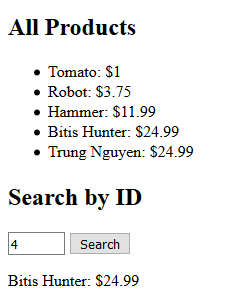 All Products
Tomato: $1
Robot: $3.75
Hammer: $11.99
Bitis Hunter: $24.99
Trung Nguyen: $24.99
Search by ID
4 Search
Bitis Hunter: $24.99